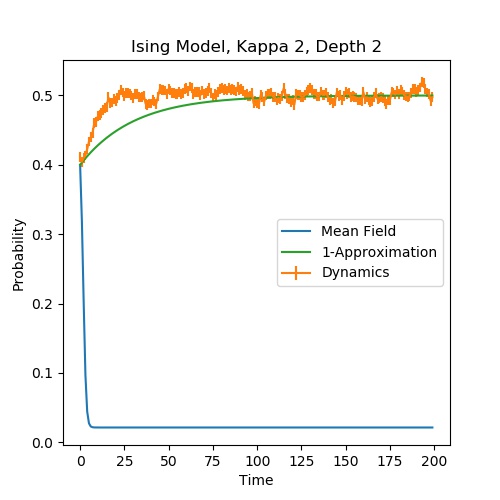 Ising Model, Kappa 2, Depth 2
Probability
0.5
0.4
0.3
0.2
0.1
0.0
Mean Field
1-Approximation
Dynamics
0 25 50 75 100 125 150 175 200
Time